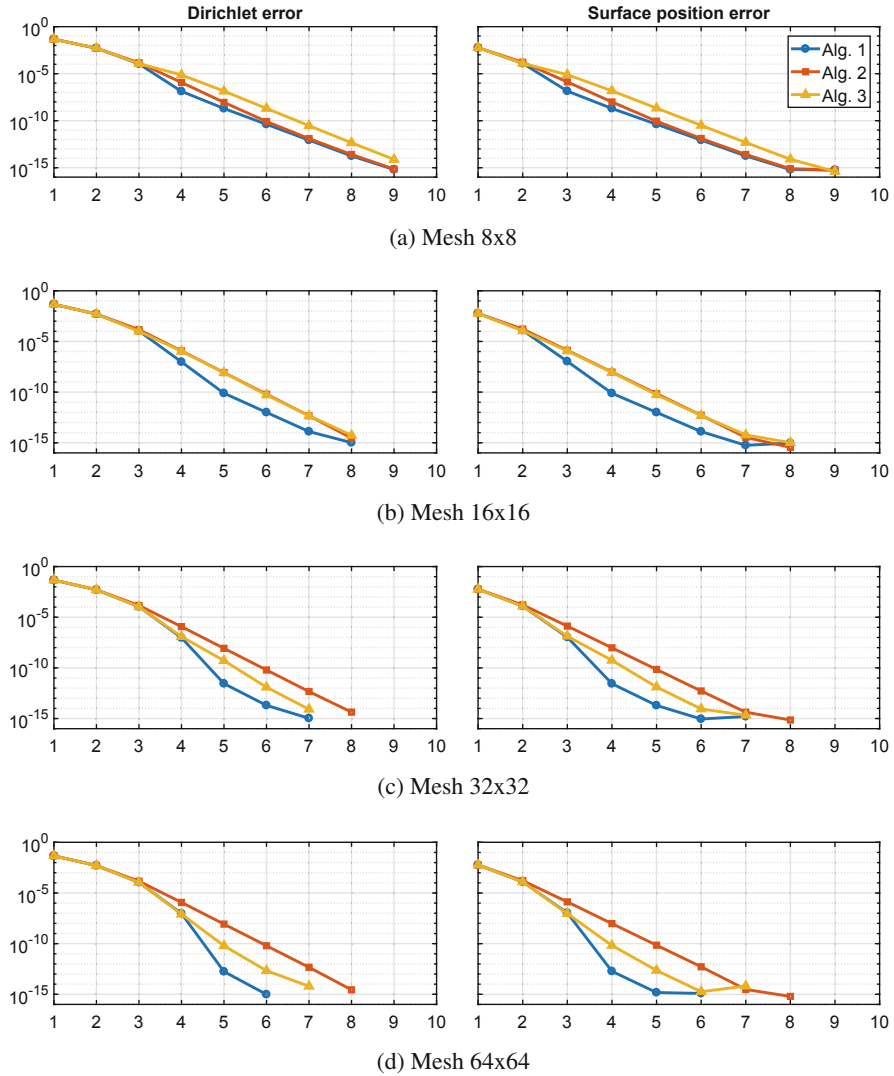 Dirichlet error
Surface position error
10^0
10^-5
10^-10
10^-15
1 2 3 4 5 6 7 8 9 10
1 2 3 4 5 6 7 8 9 10
Alg. 1
Alg. 2
Alg. 3
(a) Mesh 8x8
10^0
10^-5
10^-10
10^-15
1 2 3 4 5 6 7 8 9 10
1 2 3 4 5 6 7 8 9 10
(b) Mesh 16x16
10^0
10^-5
10^-10
10^-15
1 2 3 4 5 6 7 8 9 10
1 2 3 4 5 6 7 8 9 10
(c) Mesh 32x32
10^0
10^-5
10^-10
10^-15
1 2 3 4 5 6 7 8 9 10
1 2 3 4 5 6 7 8 9 10
(d) Mesh 64x64